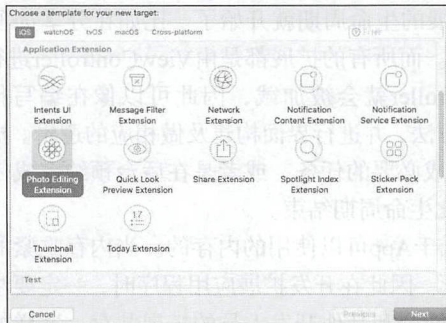 Choose a template for your new target:
iOS watchOS tvOS macOS Cross-platform
Application Extension
Intents UI Extension
Message Filter Extension
Network Extension
Notification Content Extension
Notification Service Extension
Photo Editing Extension
Quick Look Preview Extension
Share Extension
Spotlight Index Extension
Sticker Pack Extension
Thumbnail Extension
Today Extension
Test
Cancel
Previous
Next